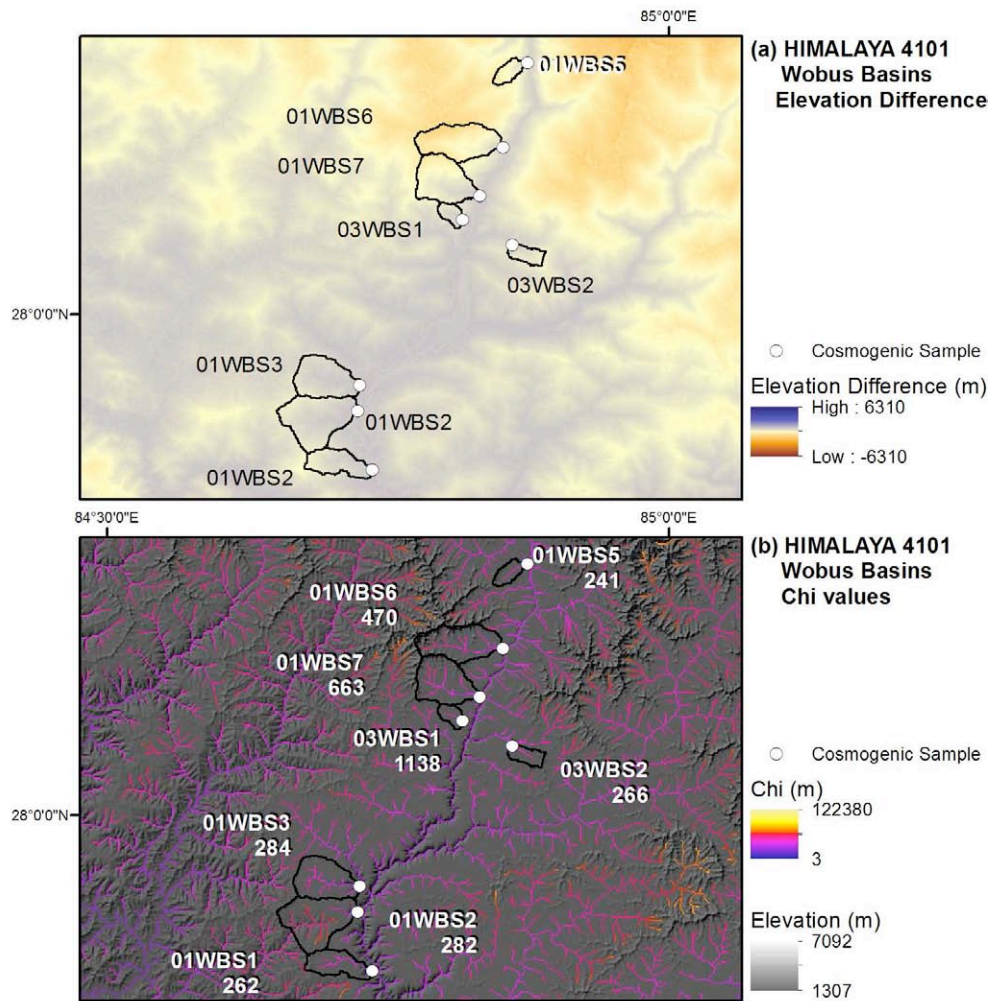 85°0'0"E
(a) HIMALAYA 4101
Wobus Basins
Elevation Difference
01WBS5
01WBS6
01WBS7
03WBS1
03WBS2
28°0'0"N
01WBS3
01WBS2
01WBS2
Cosmogenic Sample
Elevation Difference (m)
High : 6310
Low : -6310
84°30'0"E
85°0'0"E
(b) HIMALAYA 4101
Wobus Basins
Chi values
01WBS5
241
01WBS6
470
01WBS7
663
03WBS1
1138
03WBS2
266
28°0'0"N
01WBS3
284
01WBS2
282
01WBS1
262
Cosmogenic Sample
Chi (m)
122380
3
Elevation (m)
7092
1307